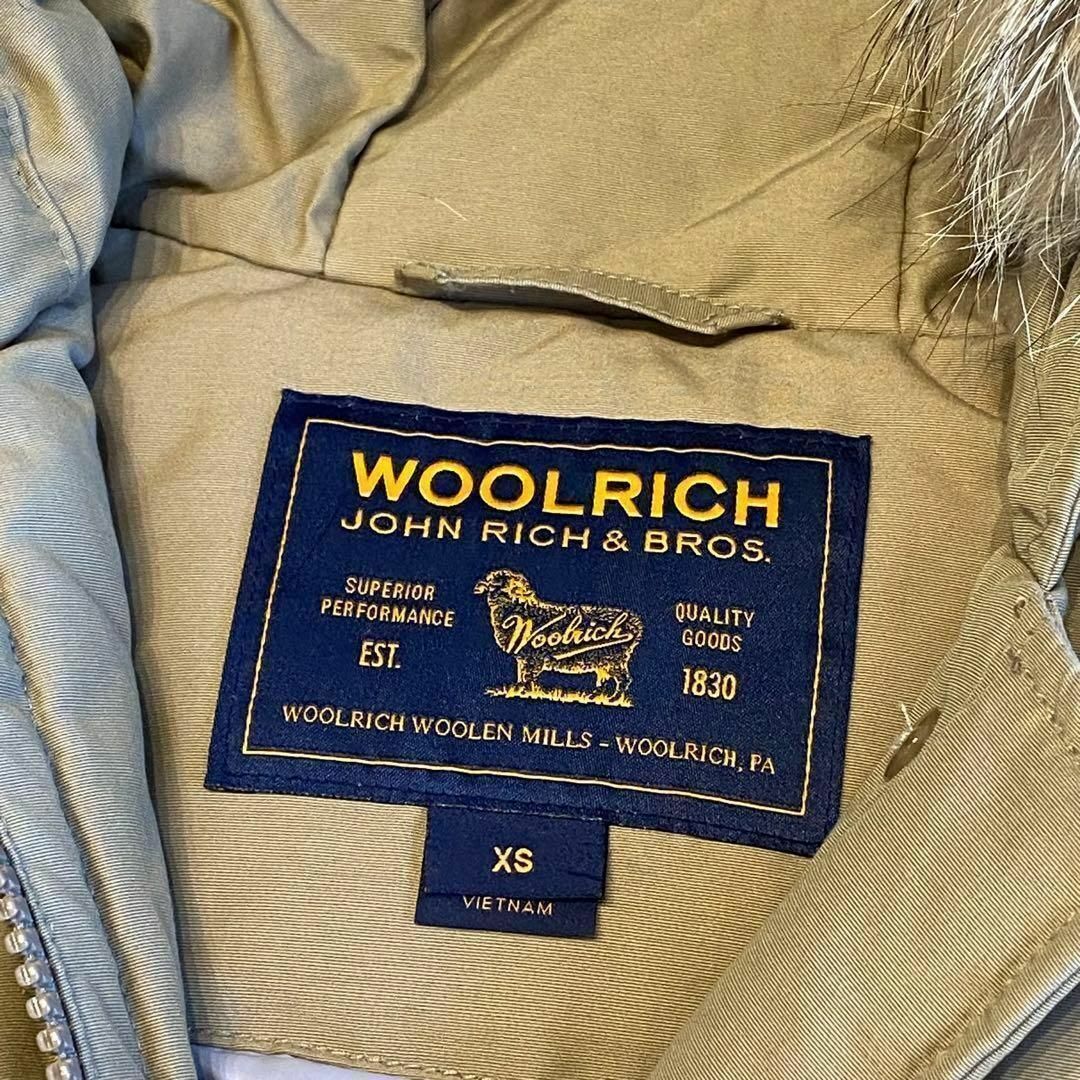 WOOLRICH
JOHN RICH & BROS.
SUPERIOR
PERFORMANCE
EST.
Woolrich
QUALITY
GOODS
1830
WOOLRICH WOOLEN MILLS - WOOLRICH, PA
XS
VIETNAM